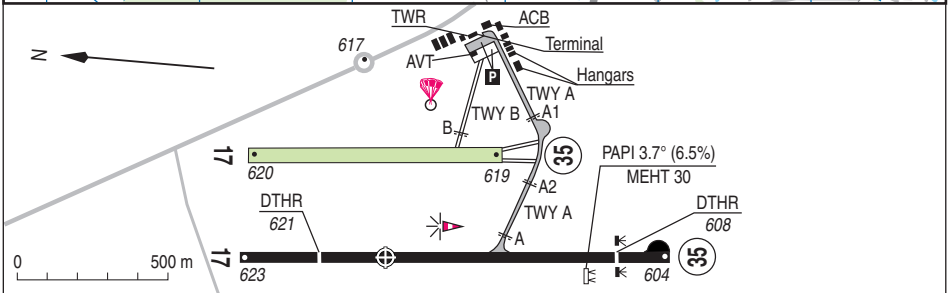 TWR
ACB
617
Terminal
N
AVT
Hangars
P
TWY A
TWY B
A1
B
17
35
PAPI 3.7° (6.5%)
MEHT 30
620
619
A2
DTHR
621
TWY A
DTHR
608
A
0
500 m
17
623
604
35